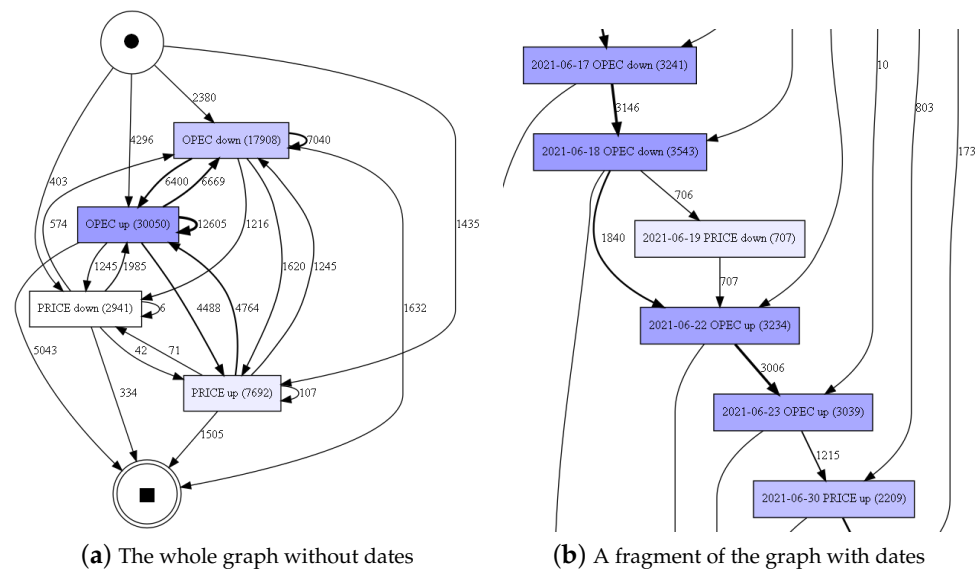 2380
4296
OPEC down (17908)
7040
403
6400
6669
574
OPEC up (30050)
12605
1216
1435
1245
1985
1620
1245
PRICE down (2941)
6
4488
4764
1632
5043
42
71
334
PRICE up (7692)
107
1505
(a) The whole graph without dates
2021-06-17 OPEC down (3241)
10
3146
803
2021-06-18 OPEC down (3543)
173
706
1840
2021-06-19 PRICE down (707)
707
2021-06-22 OPEC up (3234)
3006
2021-06-23 OPEC up (3039)
1215
2021-06-30 PRICE up (2209)
(b) A fragment of the graph with dates